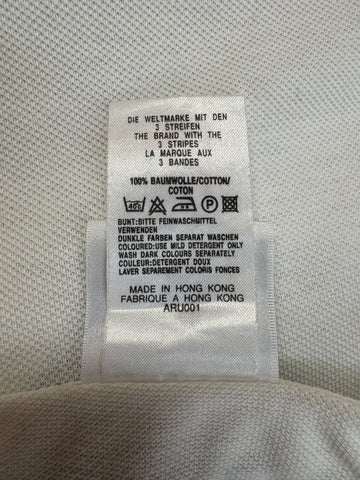 DIE WELTMARKE MIT DEN
3 STREIFEN
THE BRAND WITH THE
3 STRIPES
LA MARQUE AUX
3 BANDES
100% BAUMWOLLE/COTTON/
COTON
40°C P
BUNT:BITTE FEINWASCHMITTEL
VERWENDEN
DUNKLE FARBEN SEPARAT WASCHEN
COLOURED:USE MILD DETERGENT ONLY
WASH DARK COLOURS SEPARATELY
COULEUR:DETERGENT DOUX
LAVER SEPAREMENT COLORIS FONCES
MADE IN HONG KONG
FABRIQUE A HONG KONG
ARU001